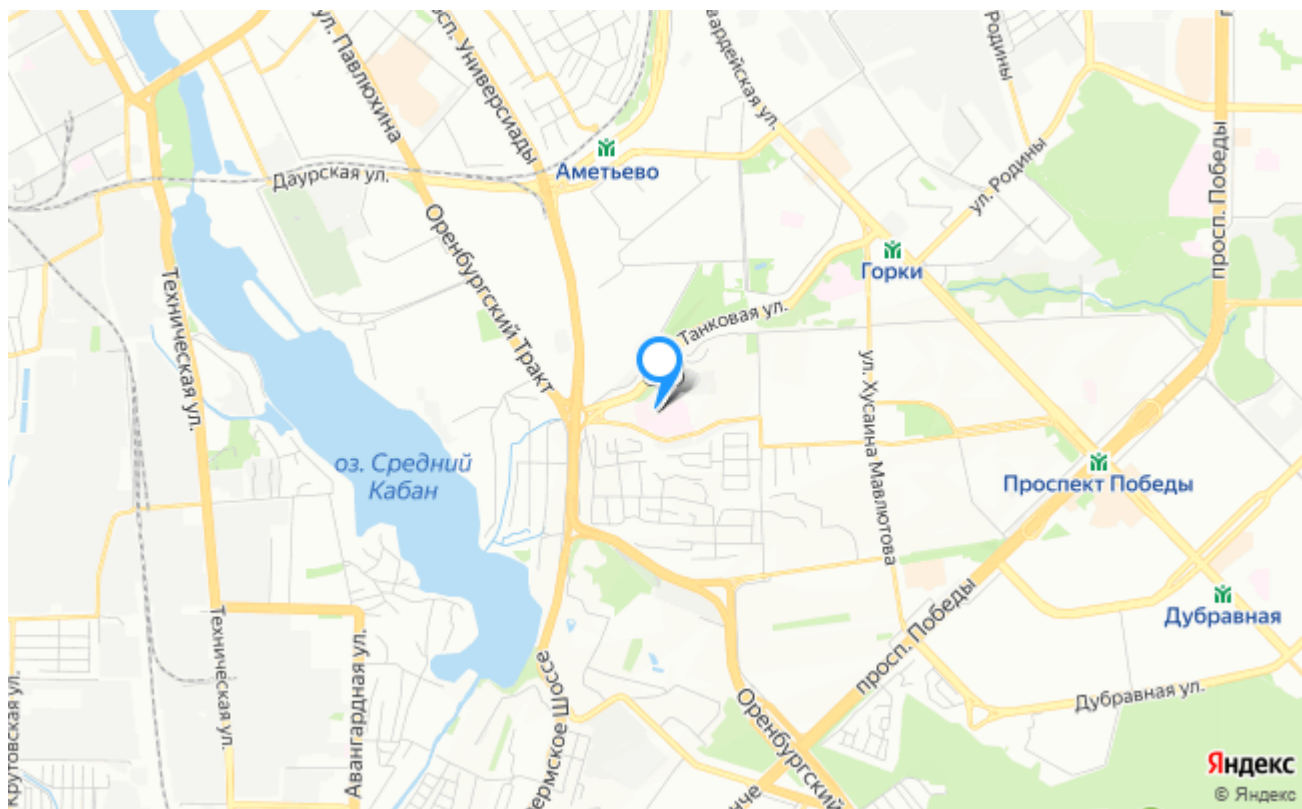 ул. Павлюхина
просп. Универсиады
вардейская ул.
Родины
Аметьево
Даурская ул.
ул. Родины
просп. Победы
Оренбургский Тракт
Горки
Техническая ул.
Танковая ул.
ул. Хусаина Мавлютова
оз. Средний
Кабан
Проспект Победы
Дубравная
Техническая ул.
просп. Победы
Крутовская ул.
Авангардная ул.
ермское Шоссе
Оренбургский
Дубравная ул.
Яндекс
© Яндекс